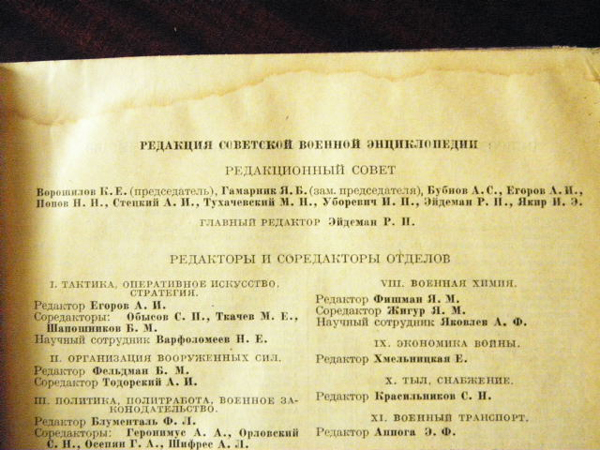 РЕДАКЦИЯ СОВЕТСКОЙ ВОЕННОЙ ЭНЦИКЛОПЕДИИ
РЕДАКЦИОННЫЙ СОВЕТ
Ворошилов К. Е. (председатель), Гамарник Я. Б. (зам. председателя), Бубнов А. С., Егоров А. И.,
Попов Н. Н., Стецкий А. И., Тухачевский М. Н., Уборевич И. П., Эйдеман Р. П., Якир И. Э.
ГЛАВНЫЙ РЕДАКТОР Эйдеман Р. П.
РЕДАКТОРЫ И СОРЕДАКТОРЫ ОТДЕЛОВ
I. ТАКТИКА, ОПЕРАТИВНОЕ ИСКУССТВО,
СТРАТЕГИЯ.
Редактор Егоров А. И.
Соредакторы: Обысов С. П., Ткачев М. Е.,
Шапошников Б. М.
Научный сотрудник Варфоломеев Н. Е.
II. ОРГАНИЗАЦИЯ ВООРУЖЕННЫХ СИЛ.
Редактор Фельдман Б. М.
Соредактор Тодорский А. И.
III. ПОЛИТИКА, ПОЛИТРАБОТА, ВОЕННОЕ ЗА-
КОНОДАТЕЛЬСТВО.
Редактор Блументаль Ф. Л.
Соредакторы: Геронимус А. А., Орловский
С. Н., Осепян Г. А., Шифрес А. Л.
VIII. ВОЕННАЯ ХИМИЯ.
Редактор Фишман Я. М.
Соредактор Жигур Я. М.
Научный сотрудник Яковлев А. Ф.
IX. ЭКОНОМИКА ВОЙНЫ.
Редактор Хмельницкая Е.
X. ТЫЛ, СНАБЖЕНИЕ.
Редактор Красильников С. Н.
XI. ВОЕННЫЙ ТРАНСПОРТ.
Редактор Аппога Э. Ф.